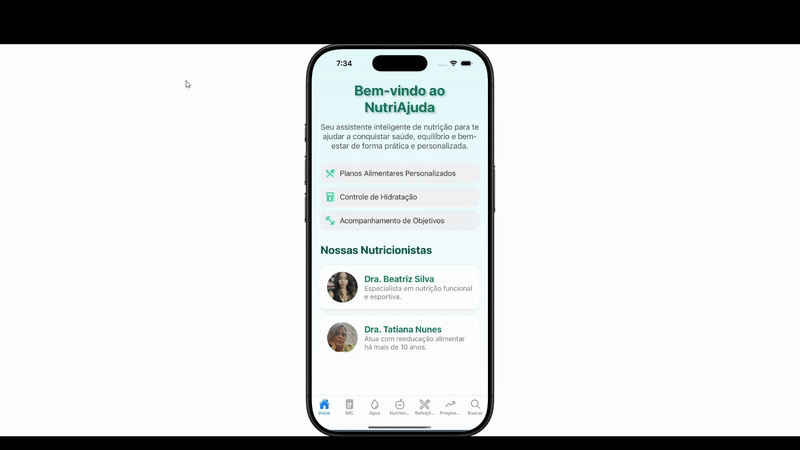 7:34
Bem-vindo ao
NutriAjuda
Seu assistente inteligente de nutrição para te
ajudar a conquistar saúde, equilíbrio e bem-
estar de forma prática e personalizada.
Planos Alimentares Personalizados
Controle de Hidratação
Acompanhamento de Objetivos
Nossas Nutricionistas
Dra. Beatriz Silva
Especialista em nutrição funcional
e esportiva.
Dra. Tatiana Nunes
Atua com reeducação alimentar
há mais de 10 anos.
Início IMC Água Nutricn... Refeiçõ... Progress... Buscar